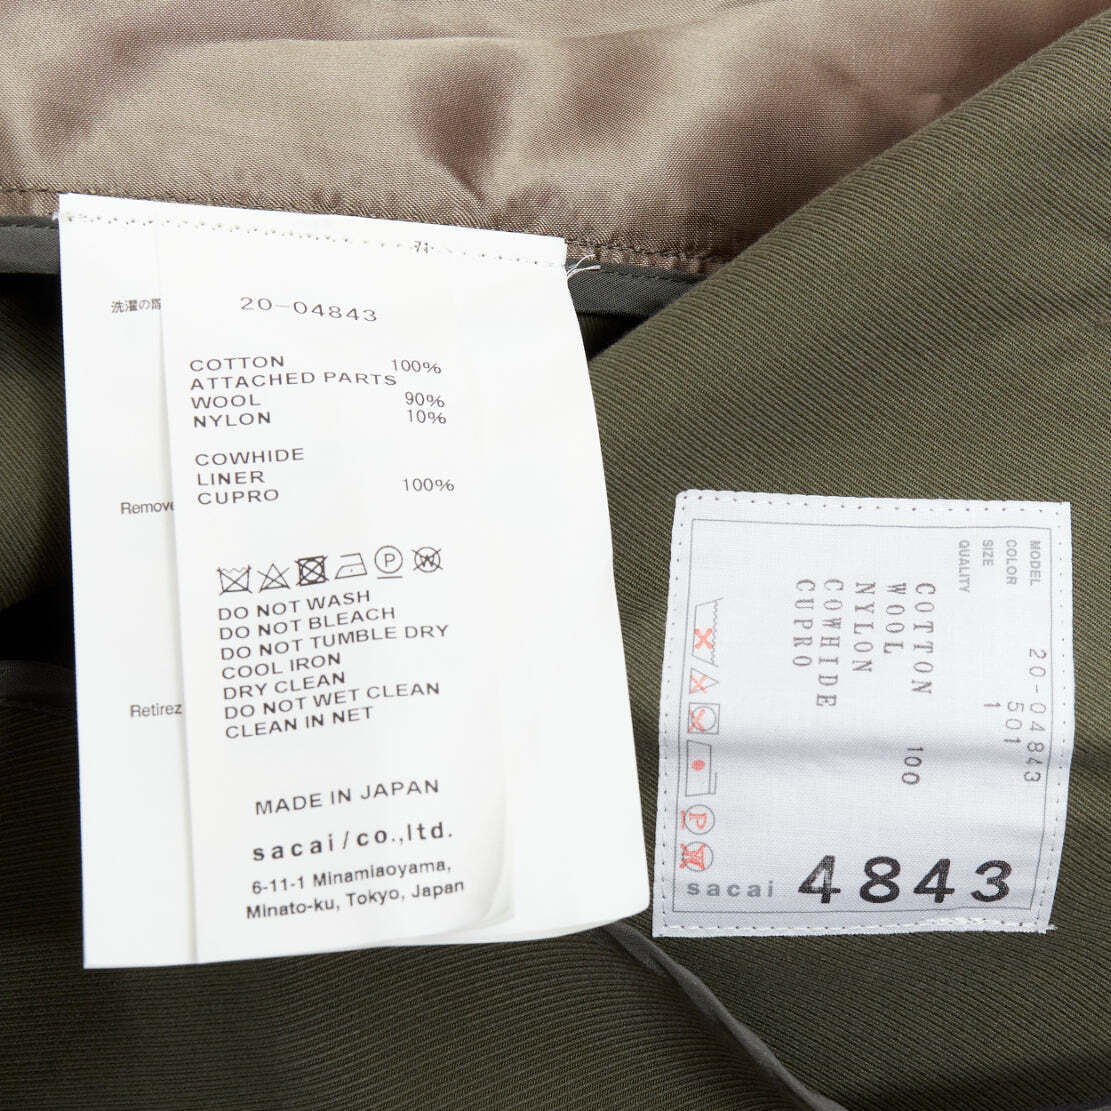 71
洗濯の際
20-04843
COTTON 100%
ATTACHED PARTS
WOOL 90%
NYLON 10%
COWHIDE
LINER
CUPRO 100%
Remove
P W
DO NOT WASH
DO NOT BLEACH
DO NOT TUMBLE DRY
COOL IRON
DRY CLEAN
DO NOT WET CLEAN
CLEAN IN NET
Retirez
MADE IN JAPAN
sacai/co.,ltd.
6-11-1 Minamiaoyama,
Minato-ku, Tokyo, Japan
MODEL 20-04843
COLOR 501
SIZE 1
QUALITY
COTTON 100
WOOL
NYLON
COWHIDE
CUPRO
P W
sacai 4843